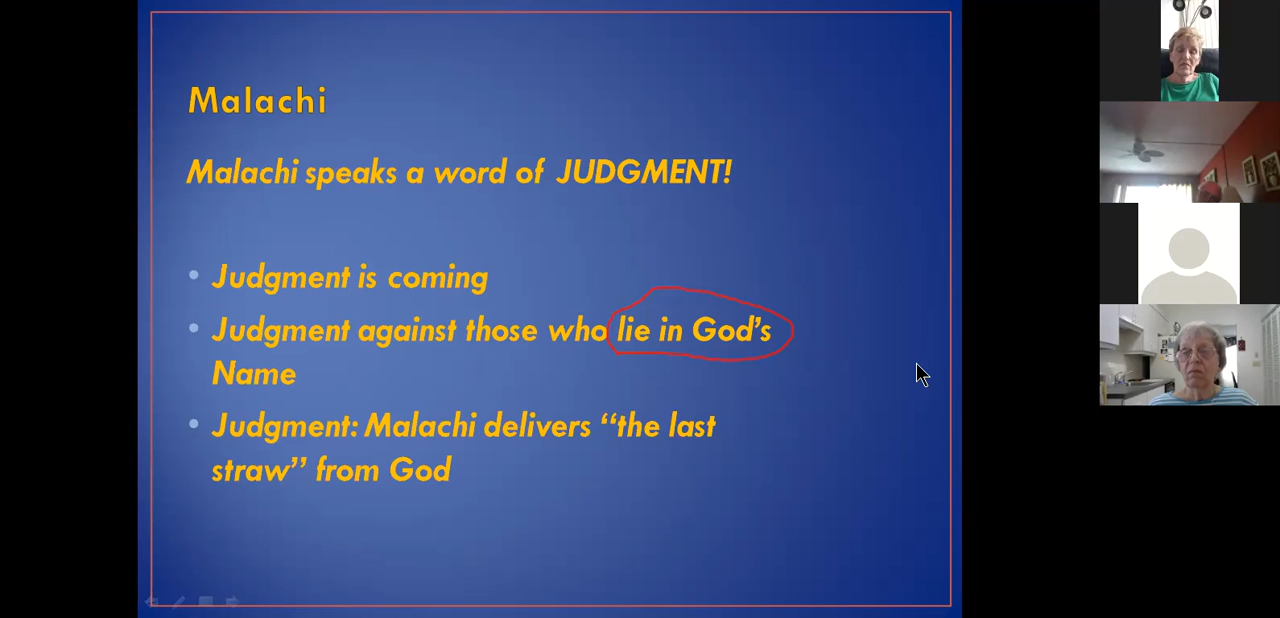 Malachi
Malachi speaks a word of JUDGMENT!
• Judgment is coming
• Judgment against those who lie in God’s
Name
• Judgment: Malachi delivers “the last
straw” from God